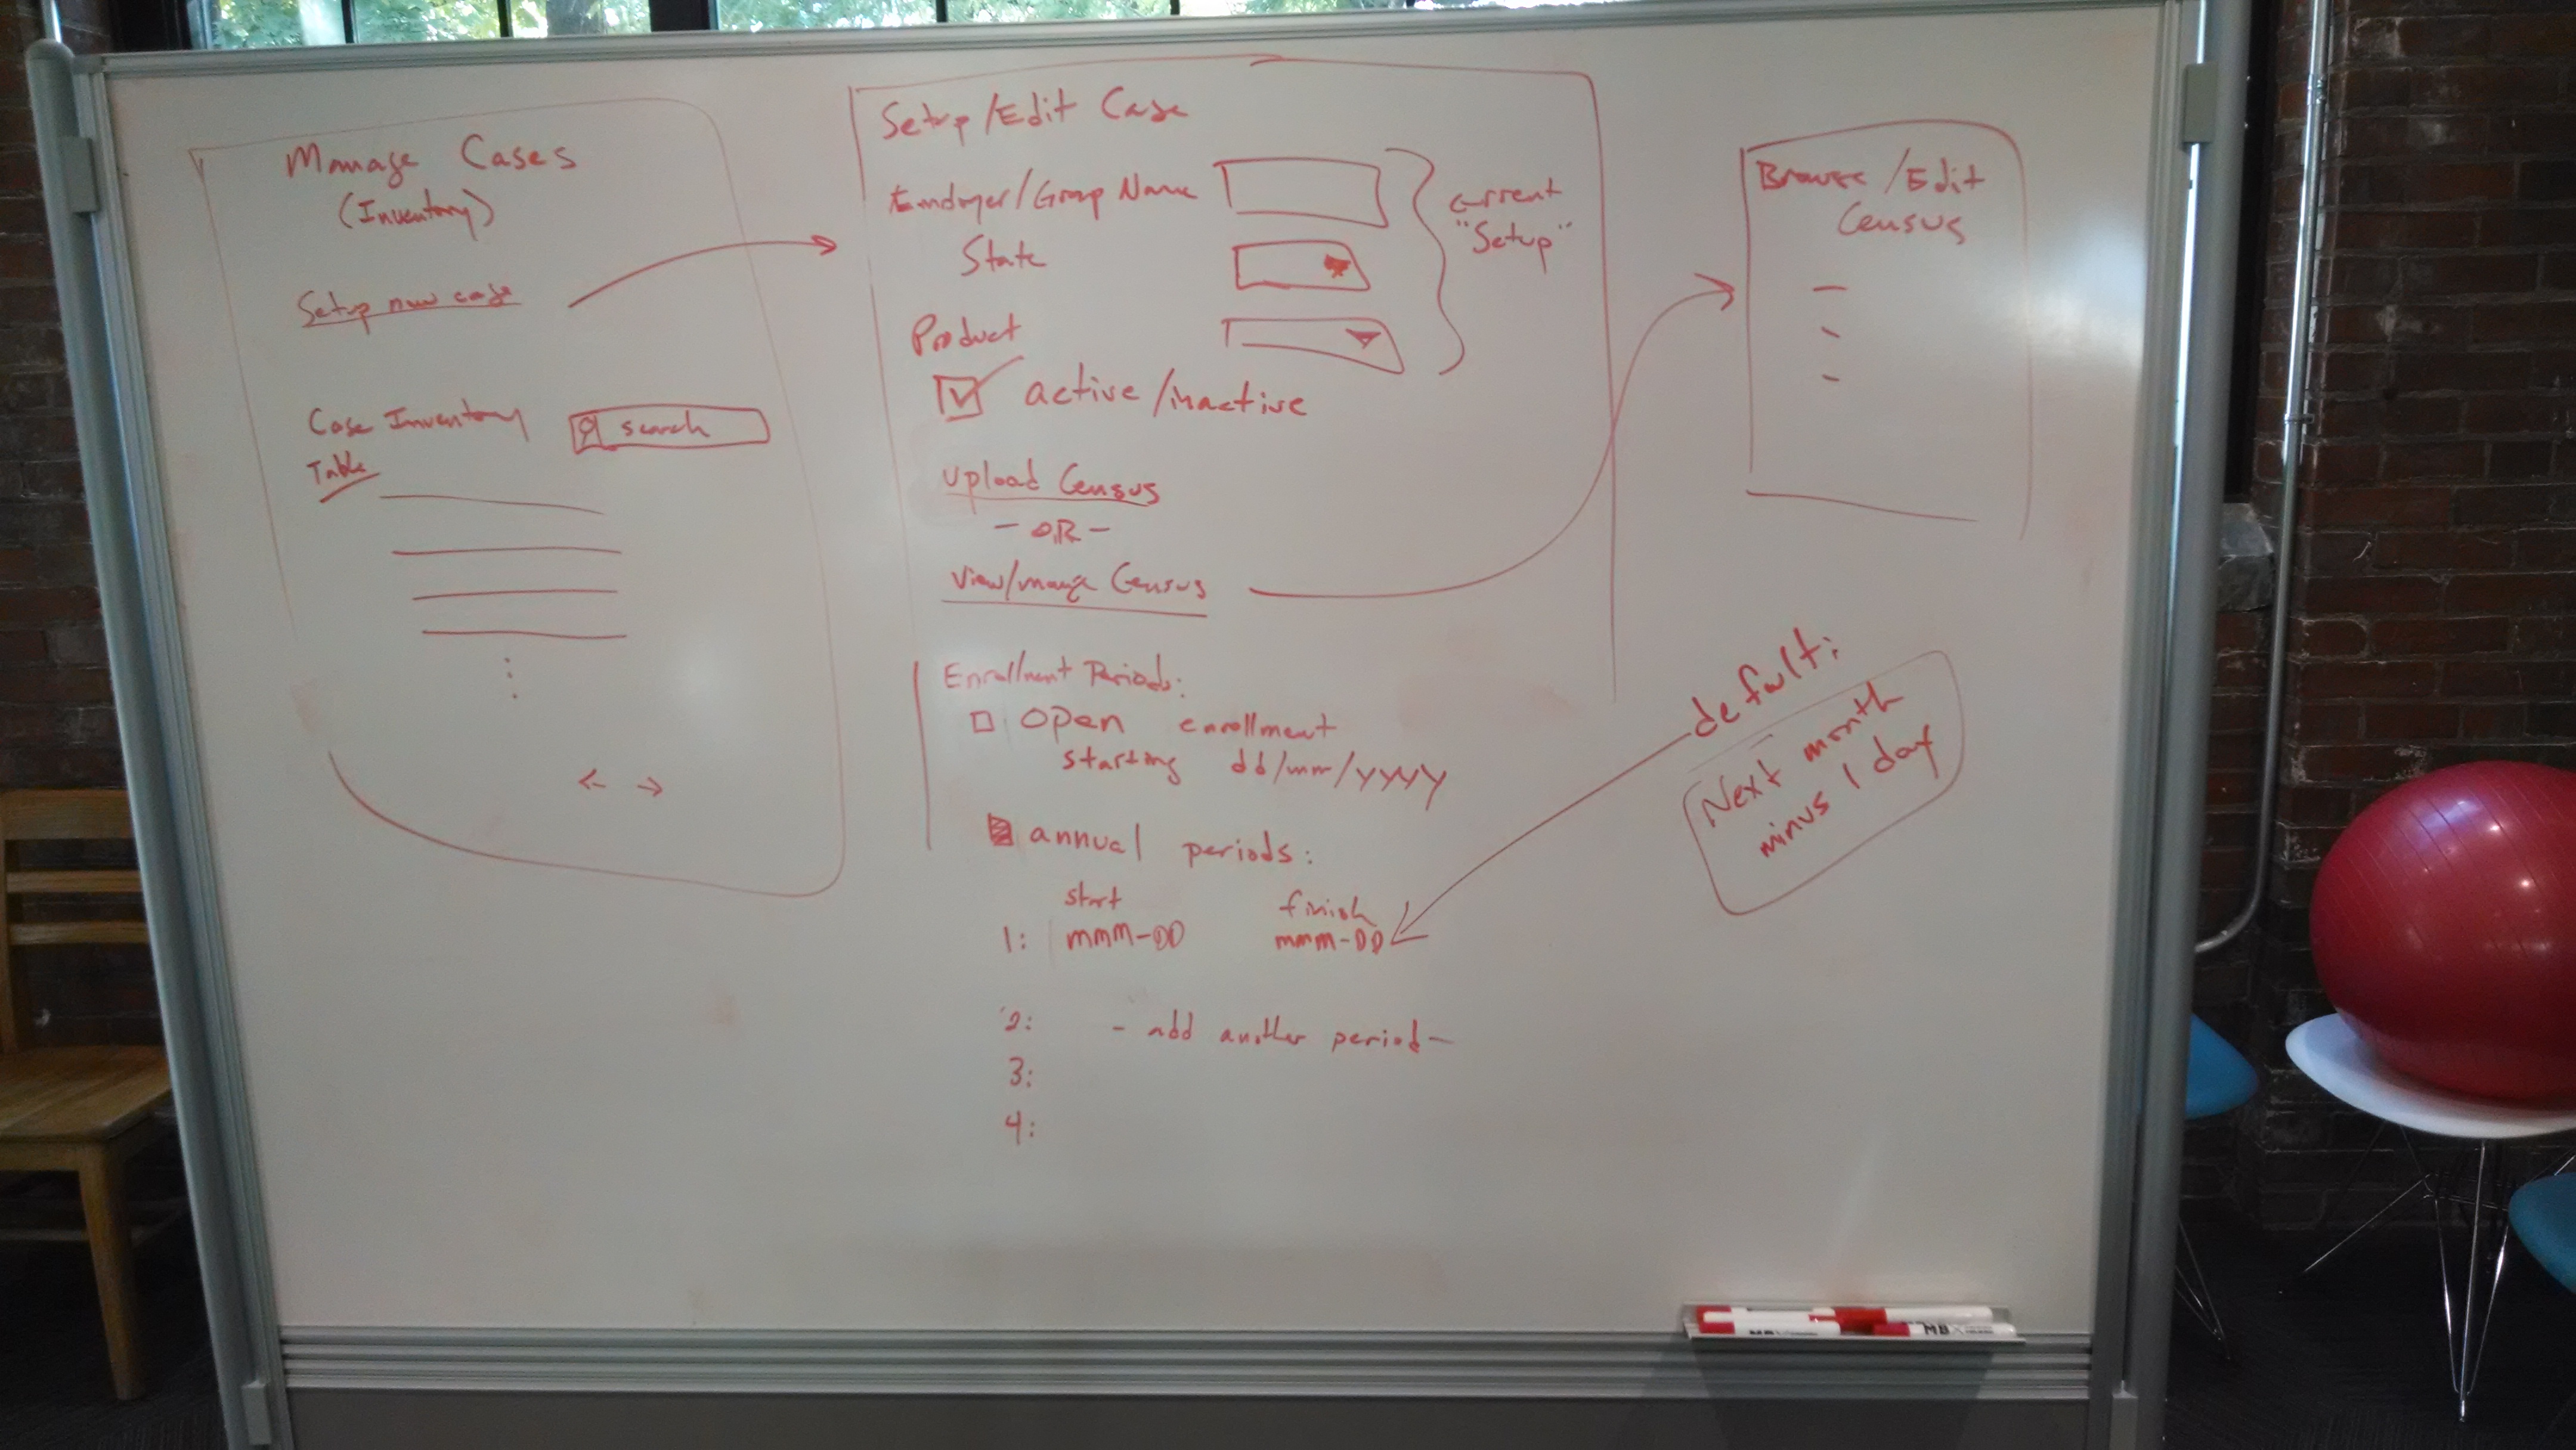 Manage Cases
(Inventory)
Setup new case
Case Inventory
Table
search
← →
Setup/Edit Case
Employer/Group Name
State
Product
current
"Setup"
active/inactive
Upload Census
- OR -
View/manage Census
Enrollment Periods:
open enrollment
starting dd/mm/yyyy
annual periods:
start finish
1: mmm-DD mmm-DD
2: - add another period -
3:
4:
Browse/Edit
Census
default:
Next month
minus 1 day